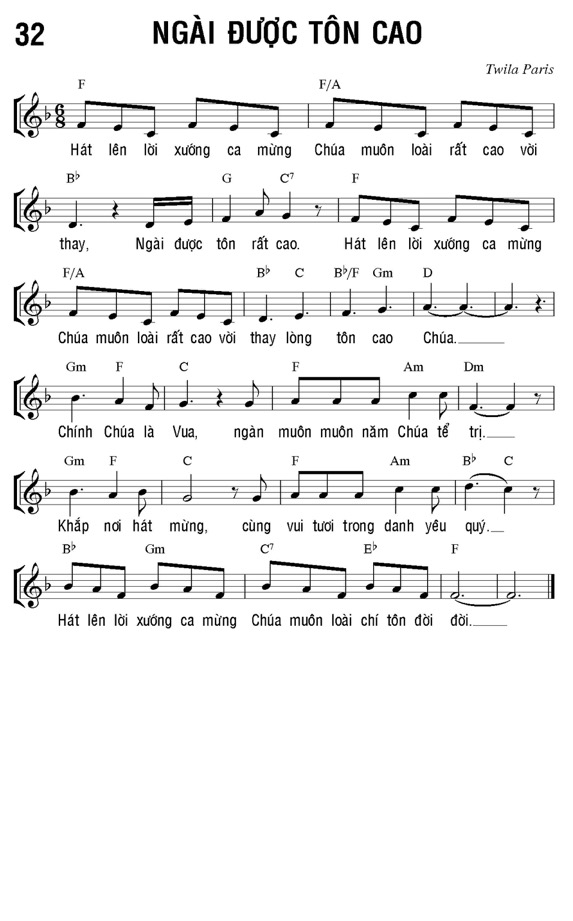 32 NGÀI ĐƯỢC TÔN CAO
Twila Paris
F F/A
6 8
Hát lên lời xướng ca mừng Chúa muôn loài rất cao vời
B♭ G C7 F
thay, Ngài được tôn rất cao. Hát lên lời xướng ca mừng
F/A B♭ C B♭/F Gm D
Chúa muôn loài rất cao vời thay lòng tôn cao Chúa.
Gm F C F Am Dm
Chính Chúa là Vua, ngàn muôn muôn năm Chúa tể trị.
Gm F C F Am B♭ C
Khắp nơi hát mừng, cùng vui tươi trong danh yêu quý.
B♭ Gm C7 E♭ F
Hát lên lời xướng ca mừng Chúa muôn loài chí tôn đời đời.